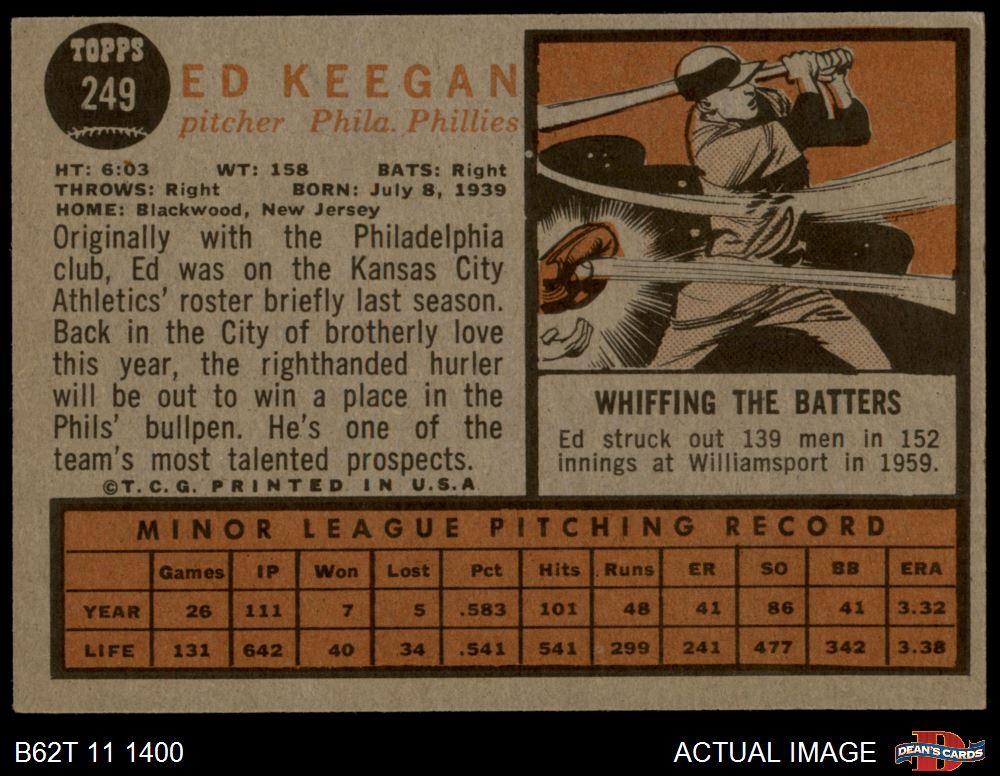 TOPPS
249
ED KEEGAN
pitcher Phila. Phillies
HT: 6:03 WT: 158 BATS: Right
THROWS: Right BORN: July 8, 1939
HOME: Blackwood, New Jersey
Originally with the Philadelphia
club, Ed was on the Kansas City
Athletics' roster briefly last season.
Back in the City of brotherly love
this year, the righthanded hurler
will be out to win a place in the
Phils' bullpen. He's one of the
team's most talented prospects.
©T. C. G. PRINTED IN U.S.A
WHIFFING THE BATTERS
Ed struck out 139 men in 152
innings at Williamsport in 1959.
MINOR LEAGUE PITCHING RECORD
Games IP Won Lost Pct Hits Runs ER SO BB ERA
YEAR 26 111 7 5 .583 101 48 41 86 41 3.32
LIFE 131 642 40 34 .541 541 299 241 477 342 3.38
B62T 11 1400 ACTUAL IMAGE DEAN'S CARDS